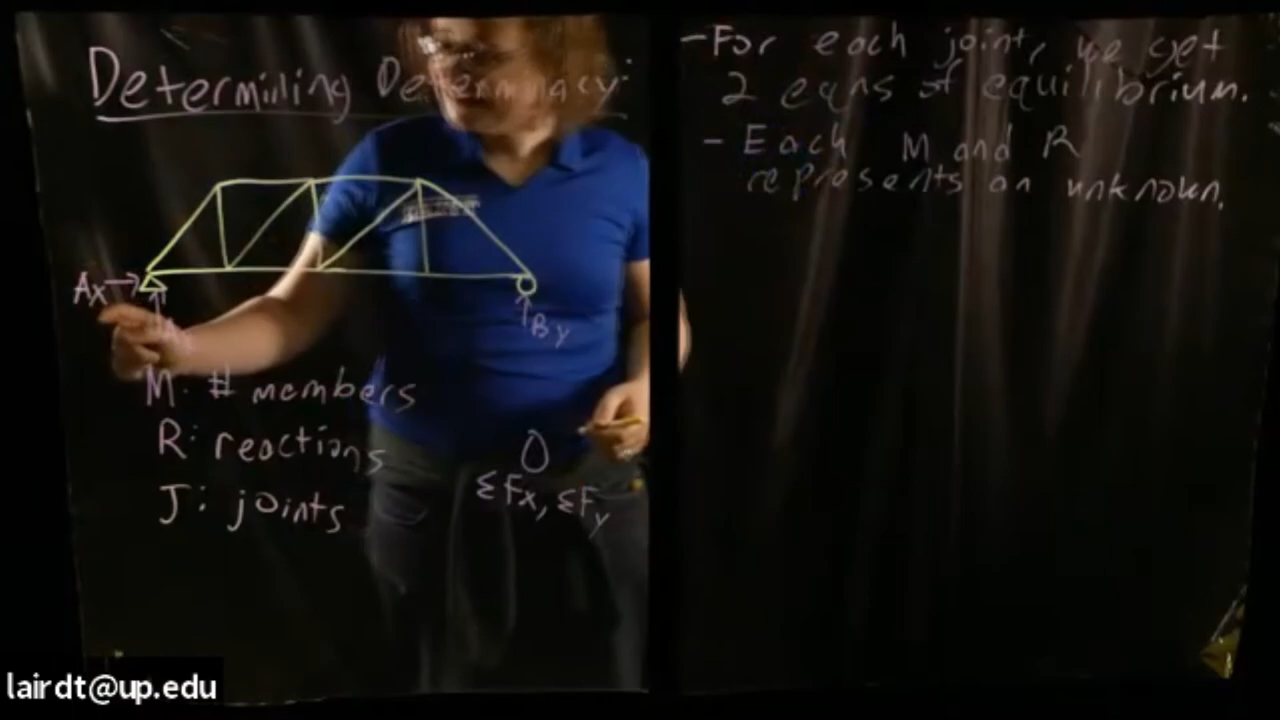 Determining Determinacy:
Ax
By
M: # members
R: reactions
J: joints
ΣFx, ΣFy
- For each joint, we get
2 eqns of equilibrium.
- Each M and R
represents an unknown.
lairdt@up.edu